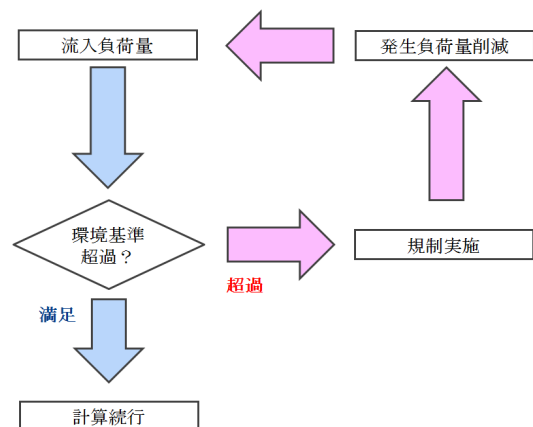 流入負荷量
発生負荷量削減
環境基準
超過？
規制実施
超過
満足
計算続行